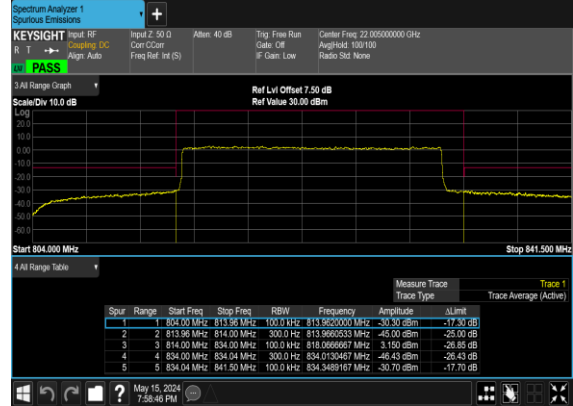 Spectrum Analyzer 1
Spurious Emissions
KEYSIGHT Input: RF Input Z: 50 Ω Atten: 40 dB Trig: Free Run Center Freq: 22.005000000 GHz
R T Coupling: DC Corr CCorr Gate: Off Avg|Hold: 100/100
Align: Auto Freq Ref: Int (S) IF Gain: Low Radio Std: None
PASS
3 All Range Graph
Ref Lvl Offset 7.50 dB
Scale/Div 10.0 dB Ref Value 30.00 dBm
Log
20.0
10.0
0.00
-10.0
-20.0
-30.0
-40.0
-50.0
-60.0
Start 804.000 MHz Stop 841.500 MHz
4 All Range Table
Measure Trace Trace 1
Trace Type Trace Average (Active)
Spur Range Start Freq Stop Freq RBW Frequency Amplitude ΔLimit
1 1 804.00 MHz 813.96 MHz 100.0 kHz 813.9620000 MHz -30.30 dBm -17.30 dB
2 2 813.96 MHz 814.00 MHz 300.0 Hz 813.9660533 MHz -45.00 dBm -25.00 dB
3 3 814.00 MHz 834.00 MHz 100.0 kHz 818.0666667 MHz 3.150 dBm -26.85 dB
4 4 834.00 MHz 834.04 MHz 300.0 Hz 834.0130467 MHz -46.43 dBm -26.43 dB
5 5 834.04 MHz 841.50 MHz 100.0 kHz 834.3489167 MHz -30.70 dBm -17.70 dB
? May 15, 2024
7:58:46 PM